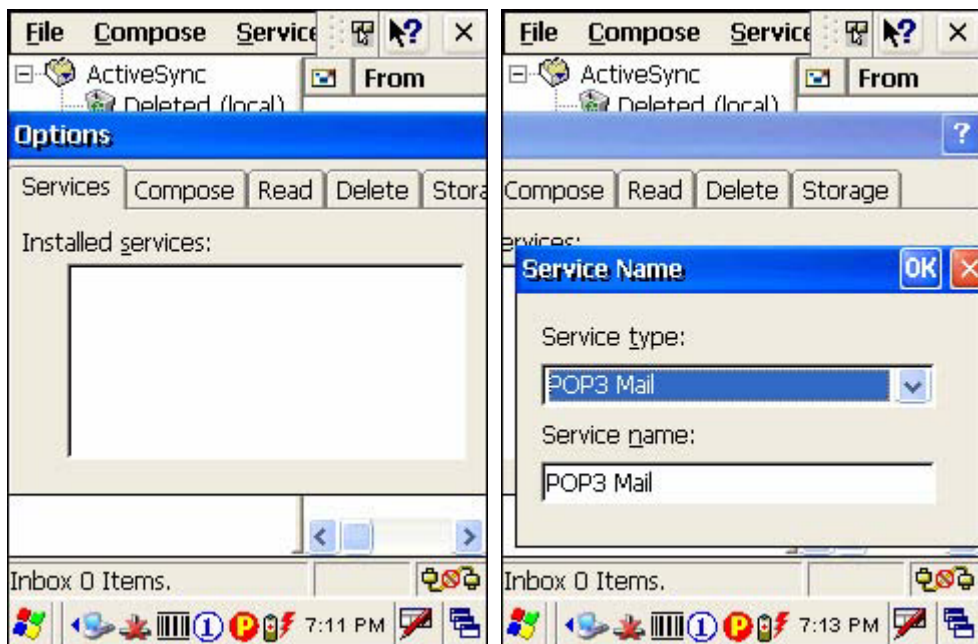 File Compose Service
ActiveSync From
Deleted (local)
Options
Services Compose Read Delete Stora
Installed services:
Inbox 0 Items.
7:11 PM
File Compose Service
ActiveSync From
Deleted (local)
?
Compose Read Delete Storage
ervices:
Service Name OK
Service type:
POP3 Mail
Service name:
POP3 Mail
Inbox 0 Items.
7:13 PM